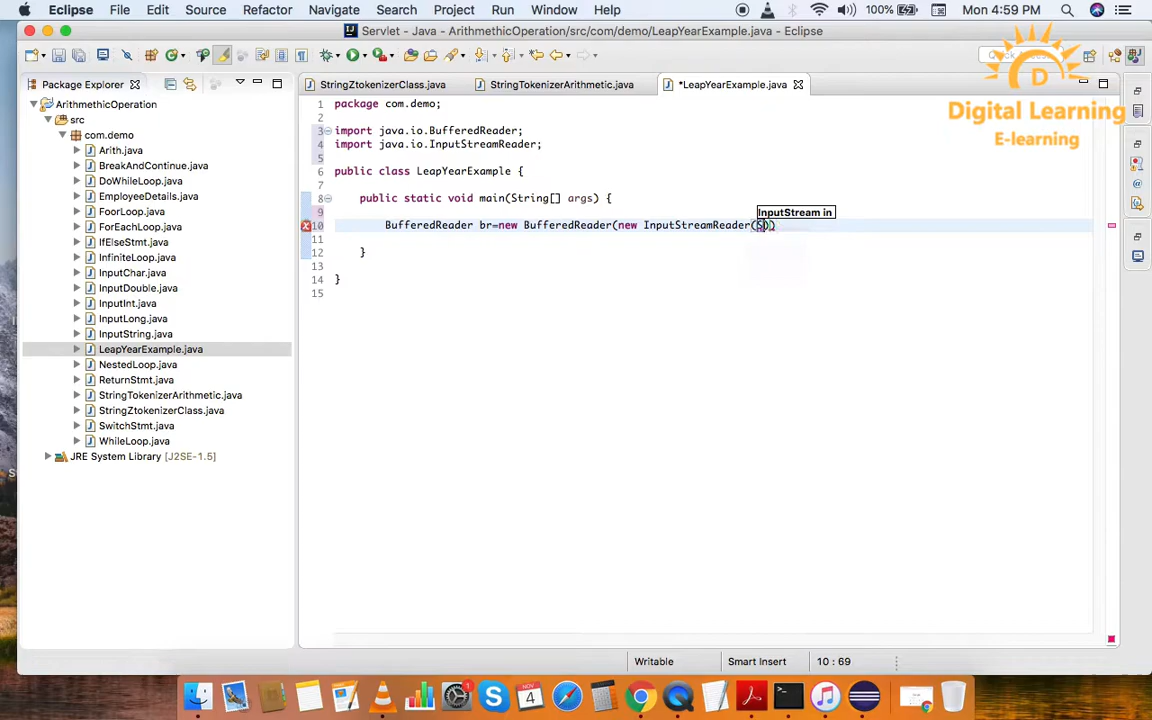 Eclipse File Edit Source Refactor Navigate Search Project Run Window Help 100% Mon 4:59 PM
Servlet - Java - ArithmethicOperation/src/com/demo/LeapYearExample.java - Eclipse
Package Explorer
StringZtokenizerClass.java StringTokenizerArithmetic.java *LeapYearExample.java
Digital Learning
E-learning
D
ArithmethicOperation
src
com.demo
Arith.java
BreakAndContinue.java
DoWhileLoop.java
EmployeeDetails.java
FoorLoop.java
ForEachLoop.java
IfElseStmt.java
InfiniteLoop.java
InputChar.java
InputDouble.java
InputInt.java
InputLong.java
InputString.java
LeapYearExample.java
NestedLoop.java
ReturnStmt.java
StringTokenizerArithmetic.java
StringZtokenizerClass.java
SwitchStmt.java
WhileLoop.java
JRE System Library [J2SE-1.5]
1 package com.demo;
2
3 import java.io.BufferedReader;
4 import java.io.InputStreamReader;
5
6 public class LeapYearExample {
7
8 public static void main(String[] args) {
9
InputStream in
10 BufferedReader br=new BufferedReader(new InputStreamReader(S))
11
12 }
13
14 }
15
Writable Smart Insert 10 : 69
NOV
4